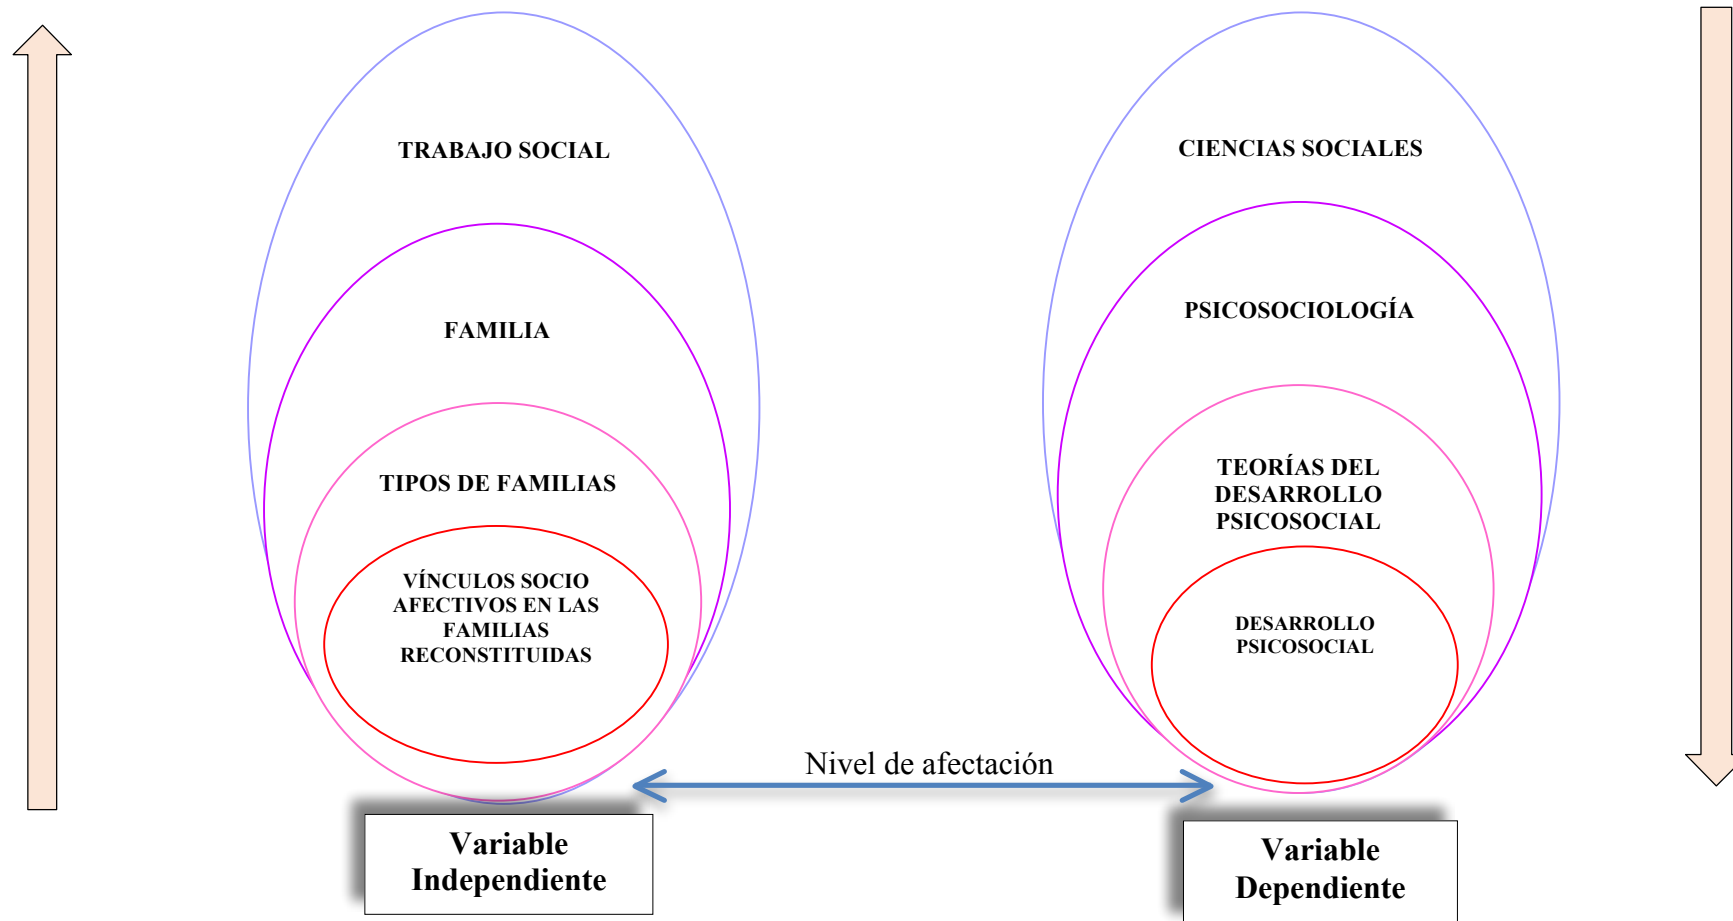 TRABAJO SOCIAL
FAMILIA
TIPOS DE FAMILIAS
VÍNCULOS SOCIO
AFECTIVOS EN LAS
FAMILIAS
RECONSTITUIDAS
CIENCIAS SOCIALES
PSICOSOCIOLOGÍA
TEORÍAS DEL
DESARROLLO
PSICOSOCIAL
DESARROLLO
PSICOSOCIAL
Nivel de afectación
Variable
Independiente
Variable
Dependiente